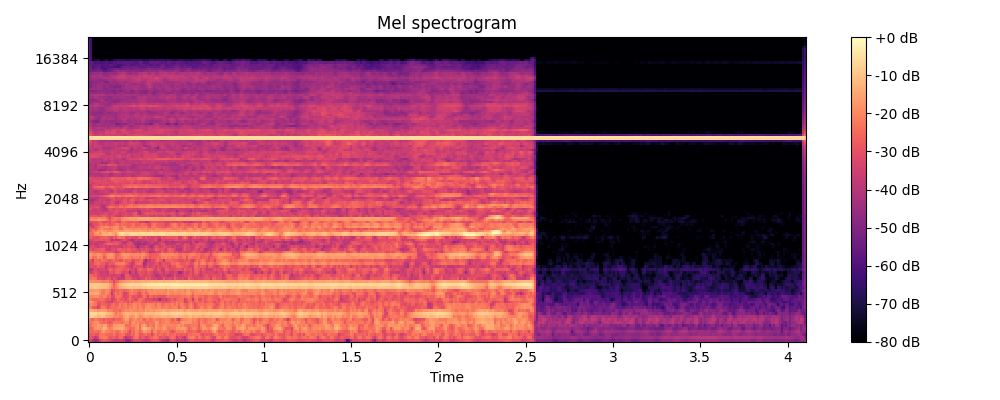 Mel spectrogram
Hz
16384
8192
4096
2048
1024
512
0
0
0.5
1
1.5
2
2.5
3
3.5
4
Time
+0 dB
-10 dB
-20 dB
-30 dB
-40 dB
-50 dB
-60 dB
-70 dB
-80 dB